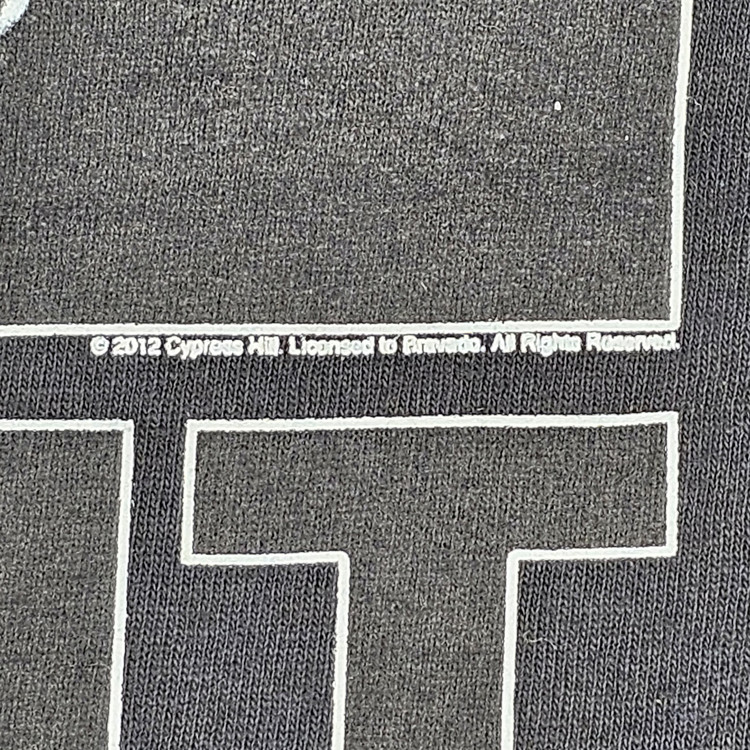 © 2012 Cypress Hill. Licensed to Bravado. All Rights Reserved.
T